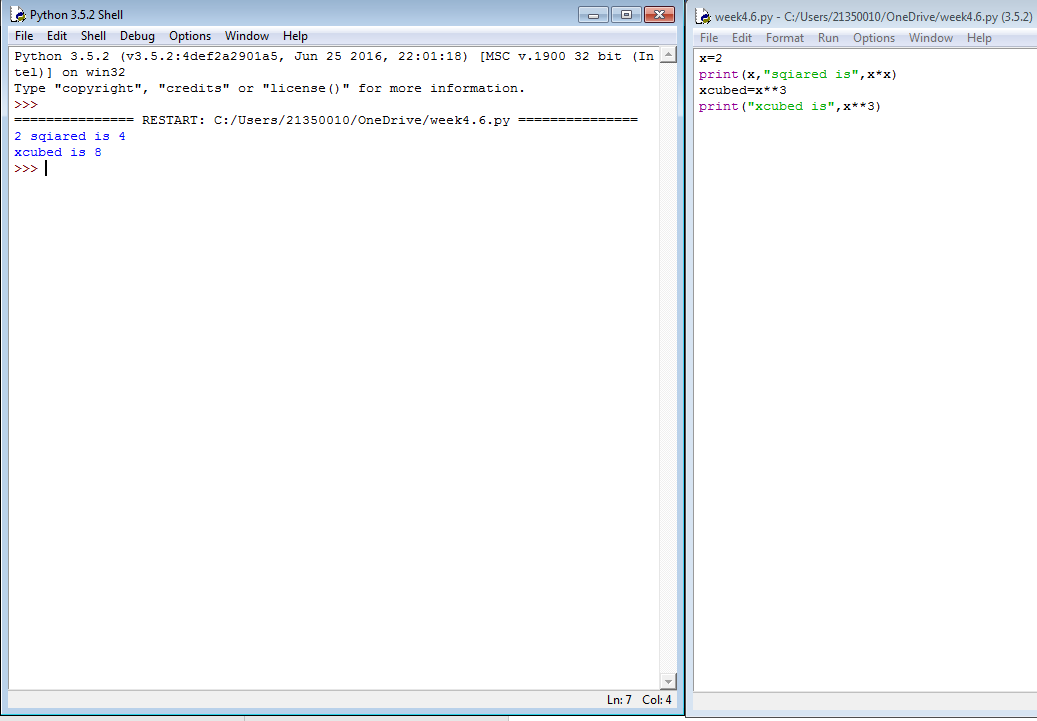 Python 3.5.2 Shell
File Edit Shell Debug Options Window Help
Python 3.5.2 (v3.5.2:4def2a2901a5, Jun 25 2016, 22:01:18) [MSC v.1900 32 bit (In
tel)] on win32
Type "copyright", "credits" or "license()" for more information.
>>>
=============== RESTART: C:/Users/21350010/OneDrive/week4.6.py ===============
2 sqiared is 4
xcubed is 8
>>>
Ln: 7 Col: 4
week4.6.py - C:/Users/21350010/OneDrive/week4.6.py (3.5.2)
File Edit Format Run Options Window Help
x=2
print(x,"sqiared is",x*x)
xcubed=x**3
print("xcubed is",x**3)